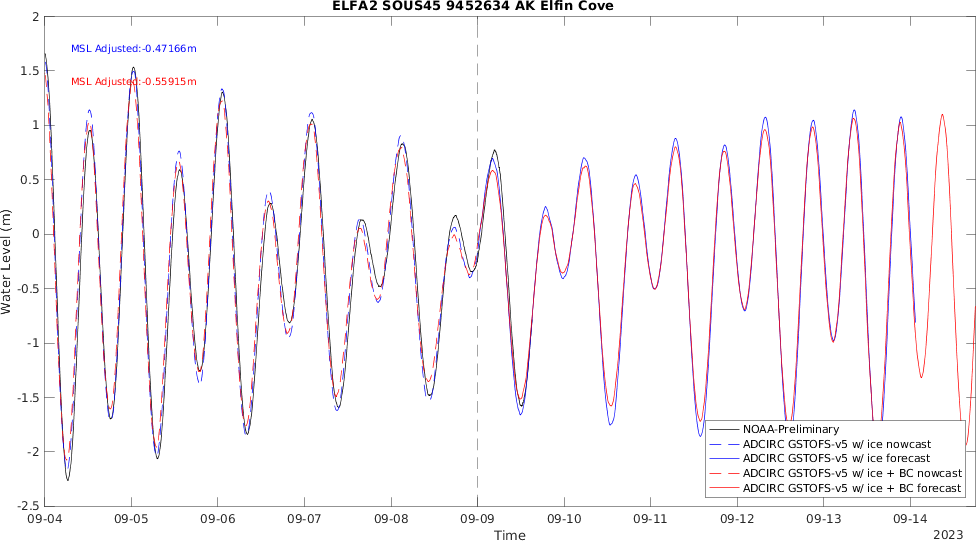 ELFA2 SOUS45 9452634 AK Elfin Cove
MSL Adjusted:-0.47166m
MSL Adjusted:-0.55915m
Water Level (m)
2
1.5
1
0.5
0
-0.5
-1
-1.5
-2
-2.5
NOAA-Preliminary
ADCIRC GSTOFS-v5 w/ ice nowcast
ADCIRC GSTOFS-v5 w/ ice forecast
ADCIRC GSTOFS-v5 w/ ice + BC nowcast
ADCIRC GSTOFS-v5 w/ ice + BC forecast
09-04 09-05 09-06 09-07 09-08 09-09 09-10 09-11 09-12 09-13 09-14
Time
2023